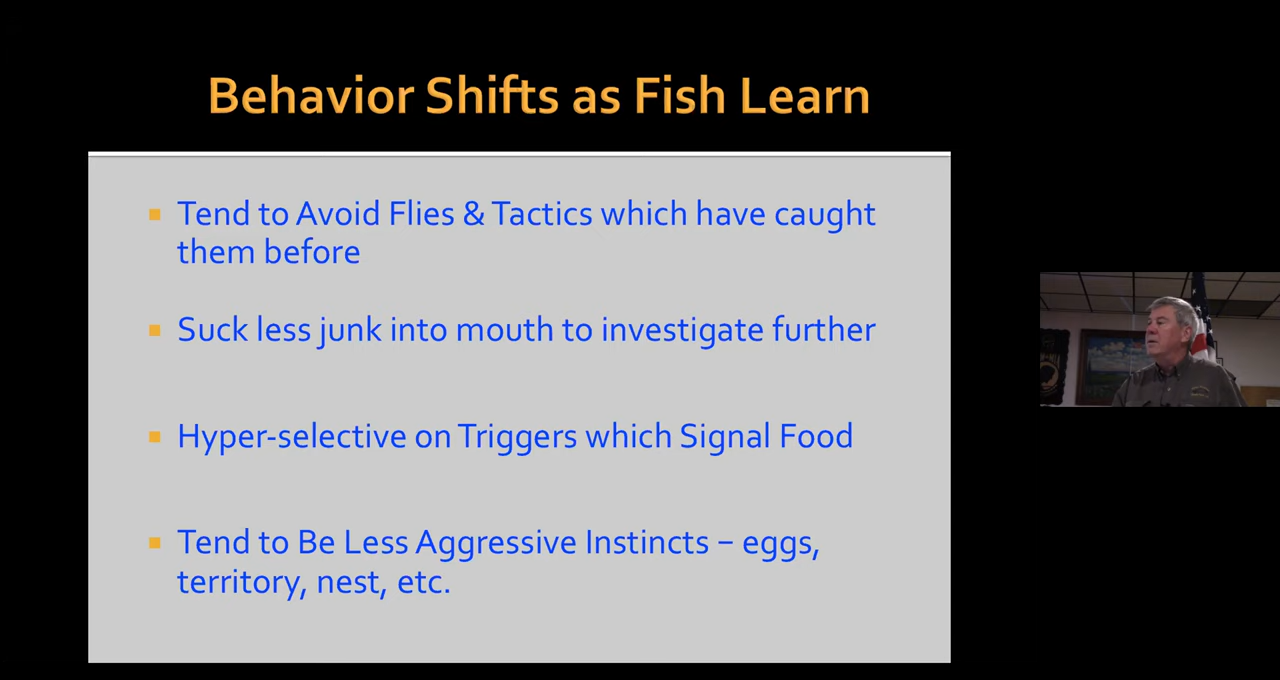 Behavior Shifts as Fish Learn
Tend to Avoid Flies & Tactics which have caught
them before
Suck less junk into mouth to investigate further
Hyper-selective on Triggers which Signal Food
Tend to Be Less Aggressive Instincts – eggs,
territory, nest, etc.